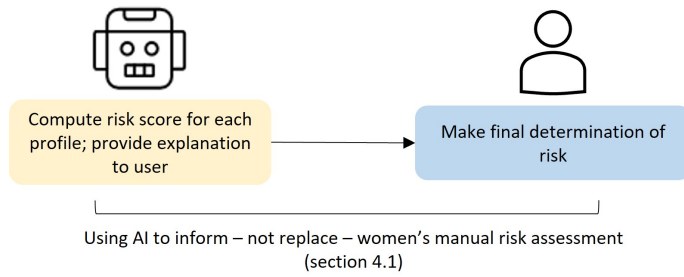 Compute risk score for each
profile; provide explanation
to user
Make final determination of
risk
Using AI to inform – not replace – women’s manual risk assessment
(section 4.1)